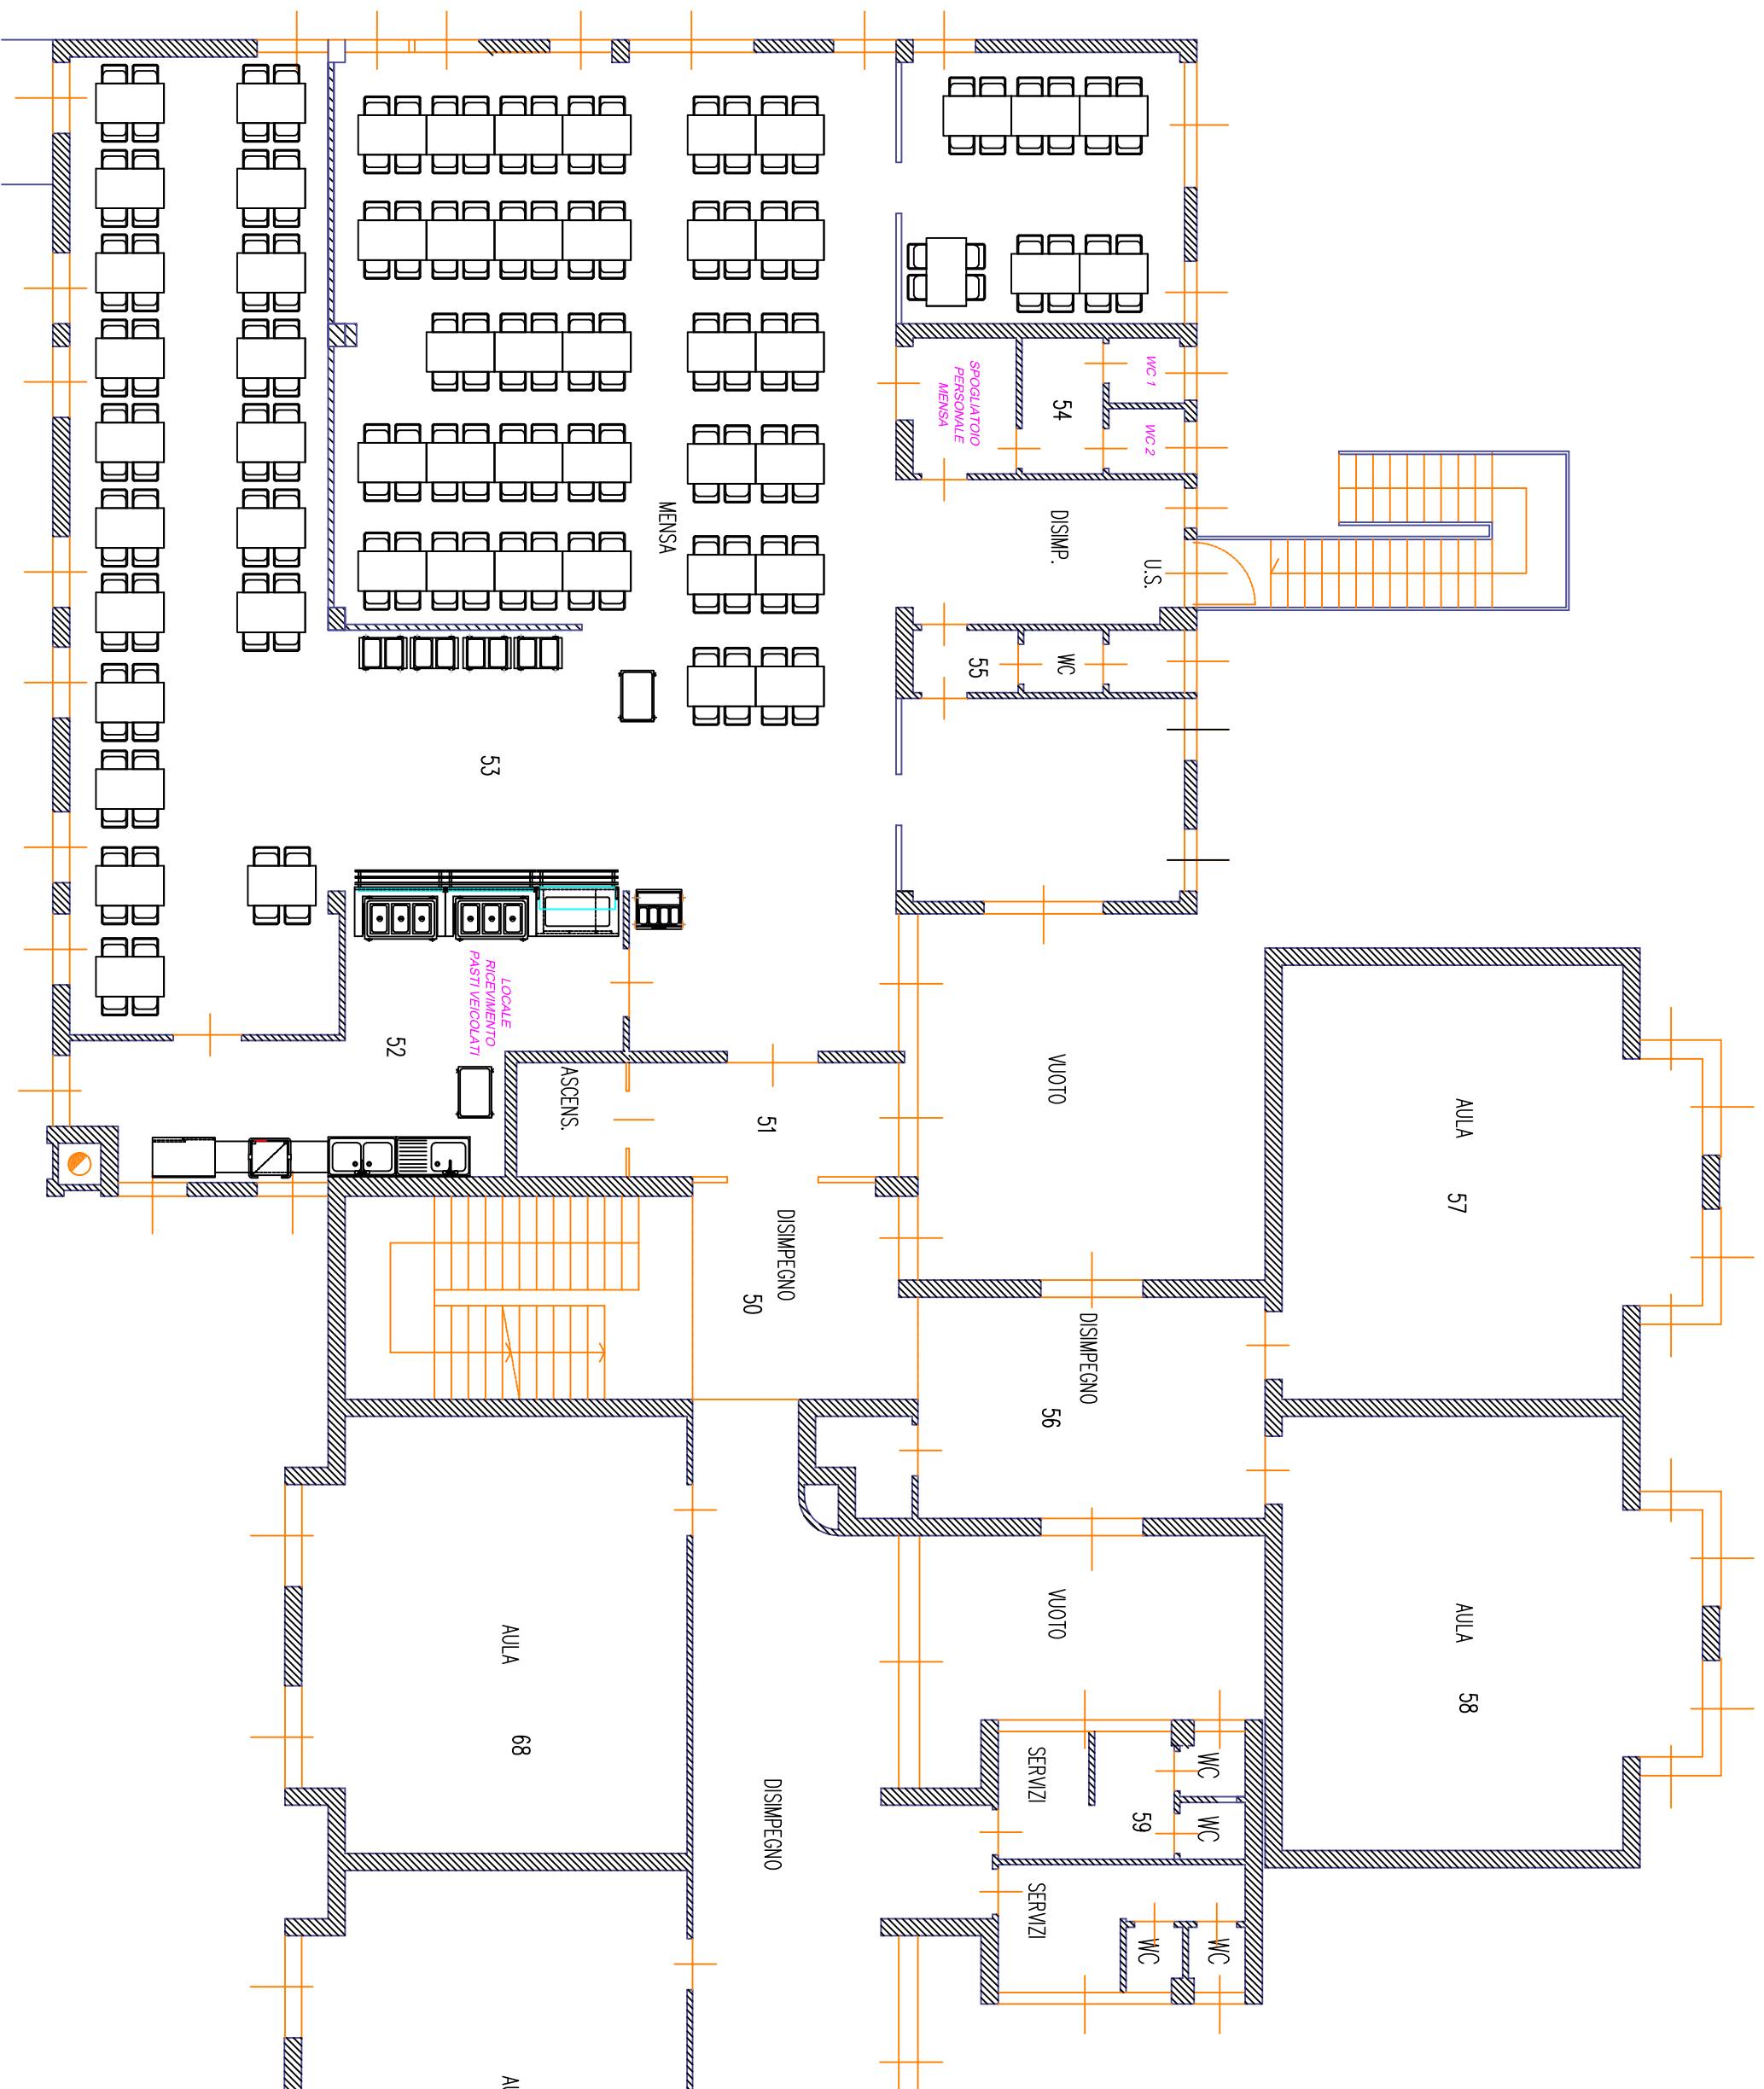 WC 1
SPOGLIATOIO
PERSONALE
MENSA
54
WC 2
MENSA
DISIMP.
U.S.
55
WC
53
LOCALE
RICEVIMENTO
PASTI VEICOLATI
52
ASCENS.
51
VUOTO
AULA
57
DISIMPEGNO
50
DISIMPEGNO
56
AULA
58
VUOTO
AULA
68
DISIMPEGNO
SERVIZI
WC
59
WC
SERVIZI
WC
WC